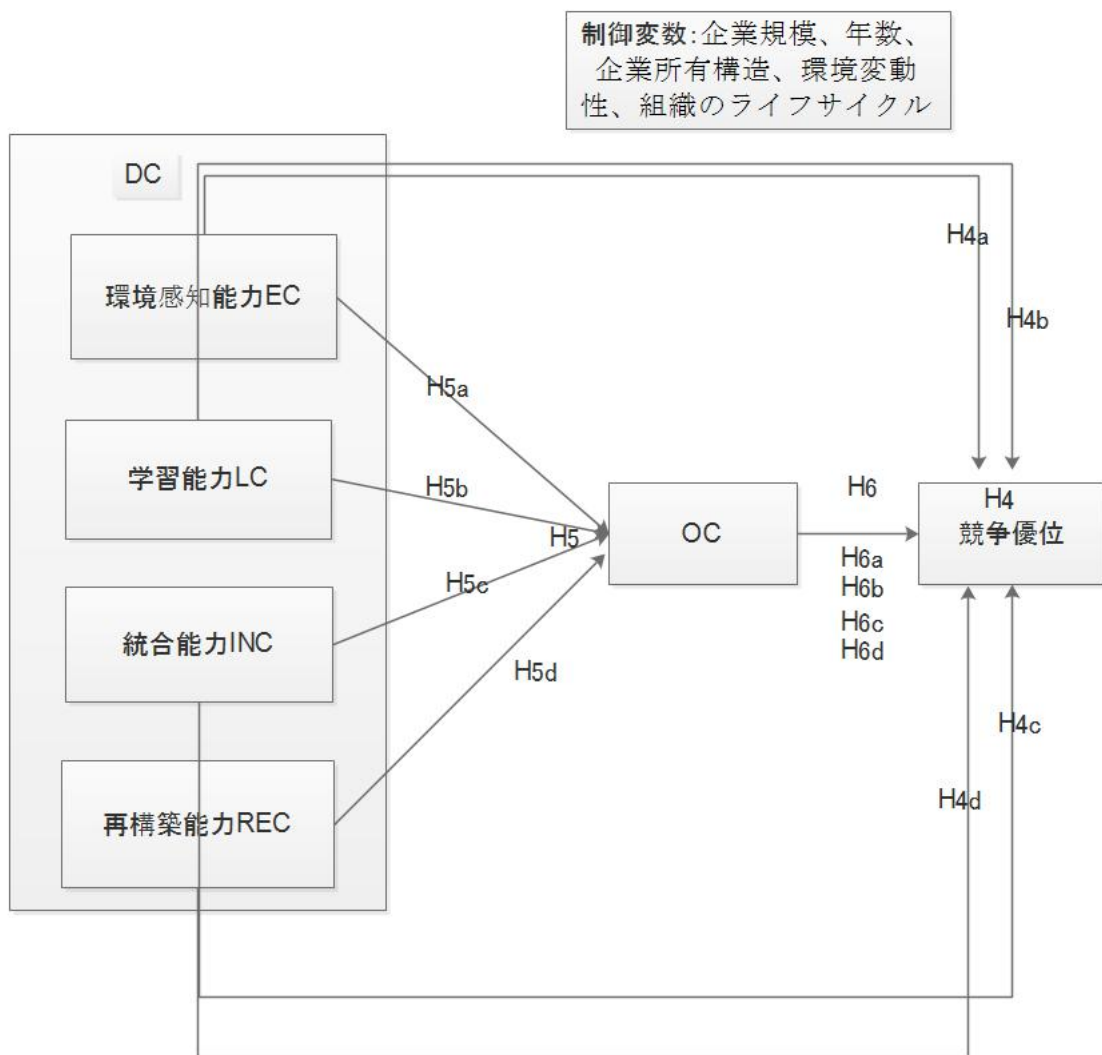 制御変数:企業規模、年数、
企業所有構造、環境変動
性、組織のライフサイクル
DC
H4a
環境感知能力EC
H4b
H5a
学習能力LC
H5b
H6
H4
H5
OC
競争優位
H6a
H5c
H6b
H6c
統合能力INC
H6d
H5d
H4c
H4d
再構築能力REC